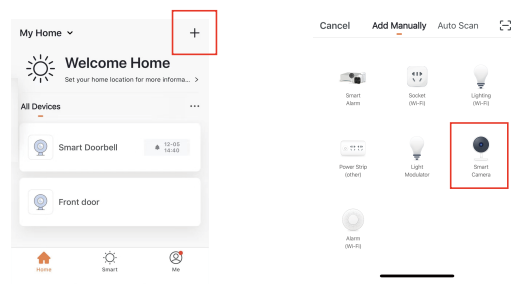 My Home
Welcome Home
Set your home location for more informa...
All Devices
Smart Doorbell
12-05
14:40
Front door
Home
Smart
Me
Cancel
Add Manually
Auto Scan
Smart
Alarm
Socket
(Wi-Fi)
Lighting
(Wi-Fi)
Power Strip
(other)
Light
Modulator
Smart
Camera
Alarm
(Wi-Fi)